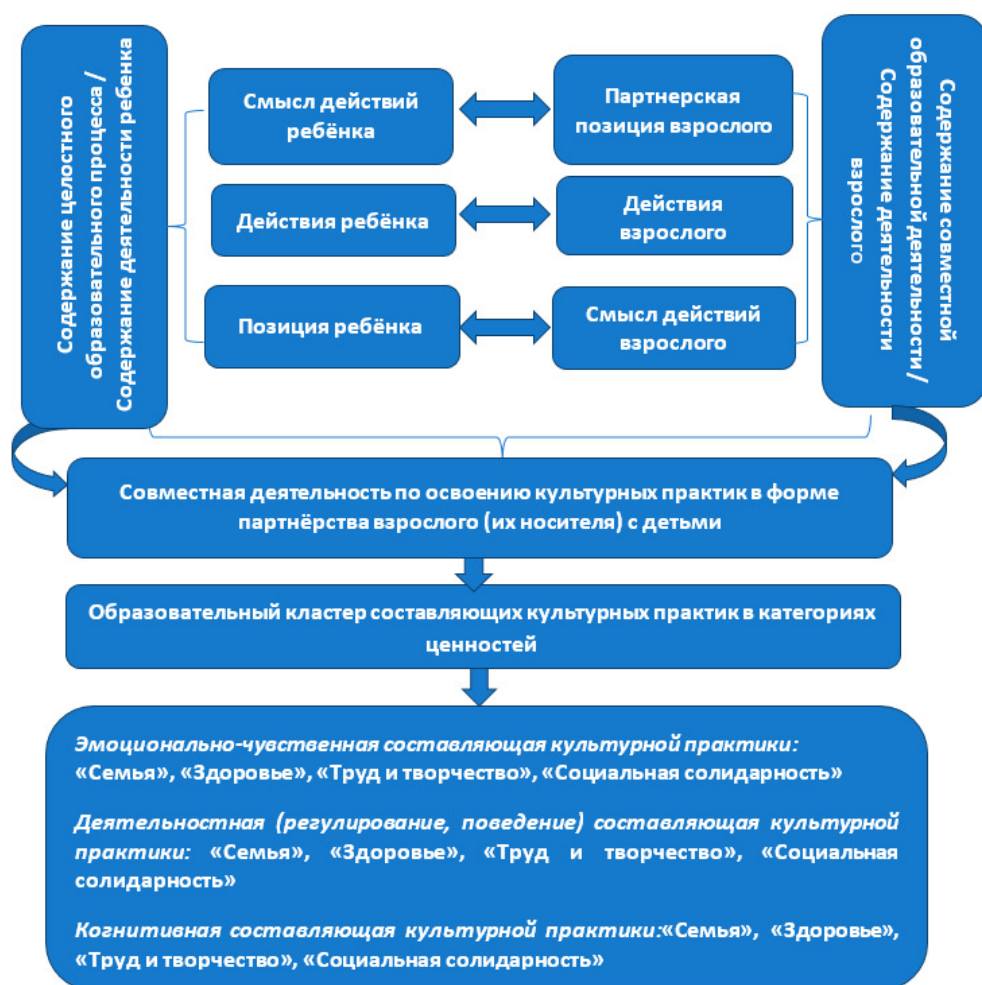 Содержание целостного
образовательного процесса /
Содержание деятельности ребенка
Смысл действий
ребёнка
Партнерская
позиция взрослого
Действия ребёнка
Действия
взрослого
Позиция ребёнка
Смысл действий
взрослого
Содержание совместной
образовательной деятельности /
Содержание деятельности
взрослого
Совместная деятельность по освоению культурных практик в форме
партнёрства взрослого (их носителя) с детьми
Образовательный кластер составляющих культурных практик в категориях
ценностей
Эмоционально-чувственная составляющая культурной практики:
«Семья», «Здоровье», «Труд и творчество», «Социальная солидарность»
Деятельностная (регулирование, поведение) составляющая культурной
практики: «Семья», «Здоровье», «Труд и творчество», «Социальная
солидарность»
Когнитивная составляющая культурной практики:«Семья», «Здоровье»,
«Труд и творчество», «Социальная солидарность»